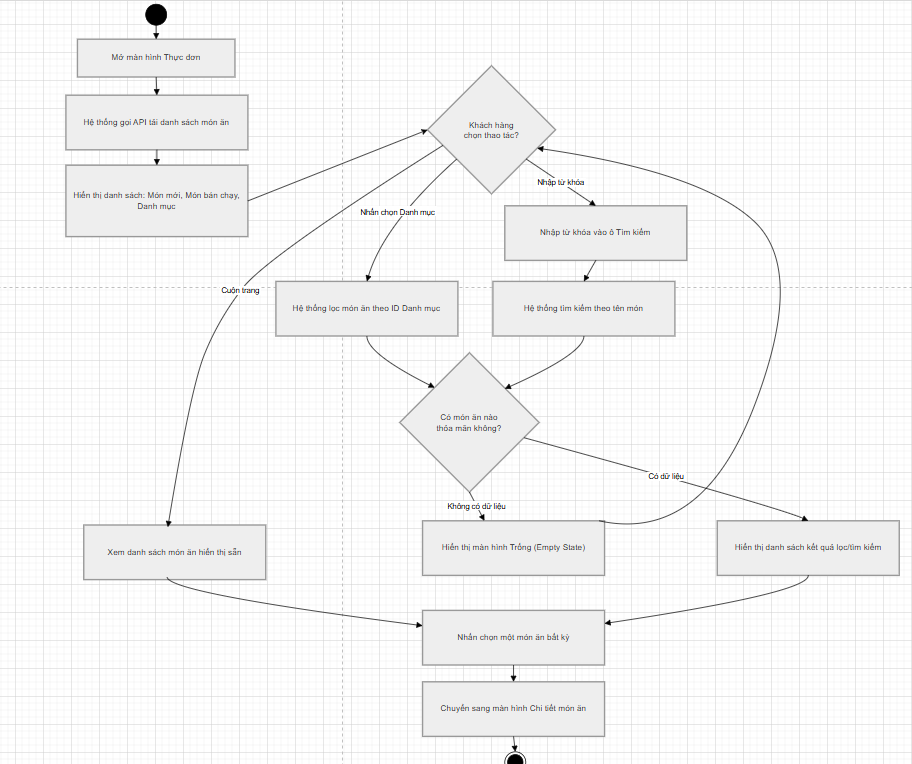 Mở màn hình Thực đơn
Hệ thống gọi API tải danh sách món ăn
Hiển thị danh sách: Món mới, Món bán chạy,
Danh mục
Khách hàng
chọn thao tác?
Nhập từ khóa
Nhấn chọn Danh mục
Nhập từ khóa vào ô Tìm kiếm
Cuộn trang
Hệ thống lọc món ăn theo ID Danh mục
Hệ thống tìm kiếm theo tên món
Có món ăn nào
thỏa mãn không?
Có dữ liệu
Không có dữ liệu
Xem danh sách món ăn hiển thị sẵn
Hiển thị màn hình Trống (Empty State)
Hiển thị danh sách kết quả lọc/tìm kiếm
Nhấn chọn một món ăn bất kỳ
Chuyển sang màn hình Chi tiết món ăn